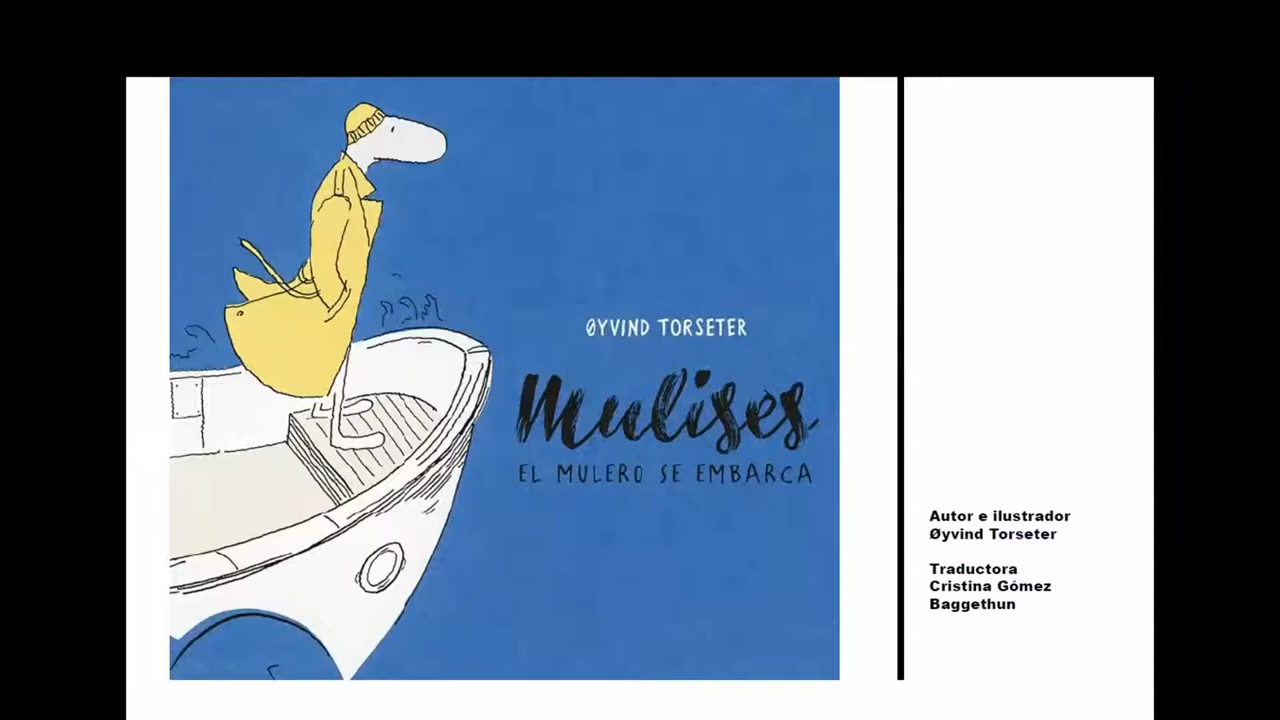 ØYVIND TORSETER
Mulises
EL MULERO SE EMBARCA
Autor e ilustrador
Øyvind Torseter
Traductora
Cristina Gómez
Baggethun